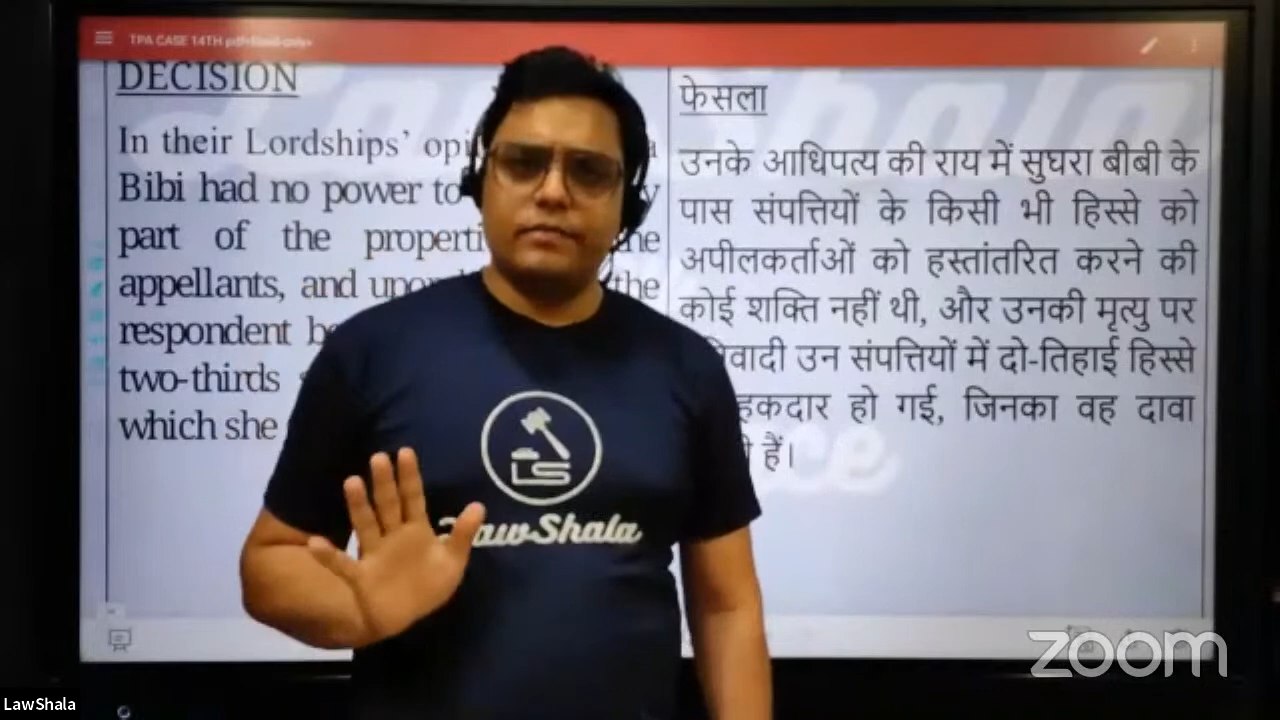 TPA CASE 14TH
DECISION
In their Lordships' opi
Bibi had no power to
part of the properti
appellants, and upon the
respondent
two-thirds
which she
फेसला
उनके आधिपत्य की राय में सुघरा बीबी के
पास संपत्तियों के किसी भी हिस्से को
अपीलकर्ताओं को हस्तांतरित करने की
कोई शक्ति नहीं थी, और उनकी मृत्यु पर
वादी उन संपत्तियों में दो-तिहाई हिस्से
हकदार हो गई, जिनका वह दावा
हैं।
LS
LawShala
zoom
LawShala